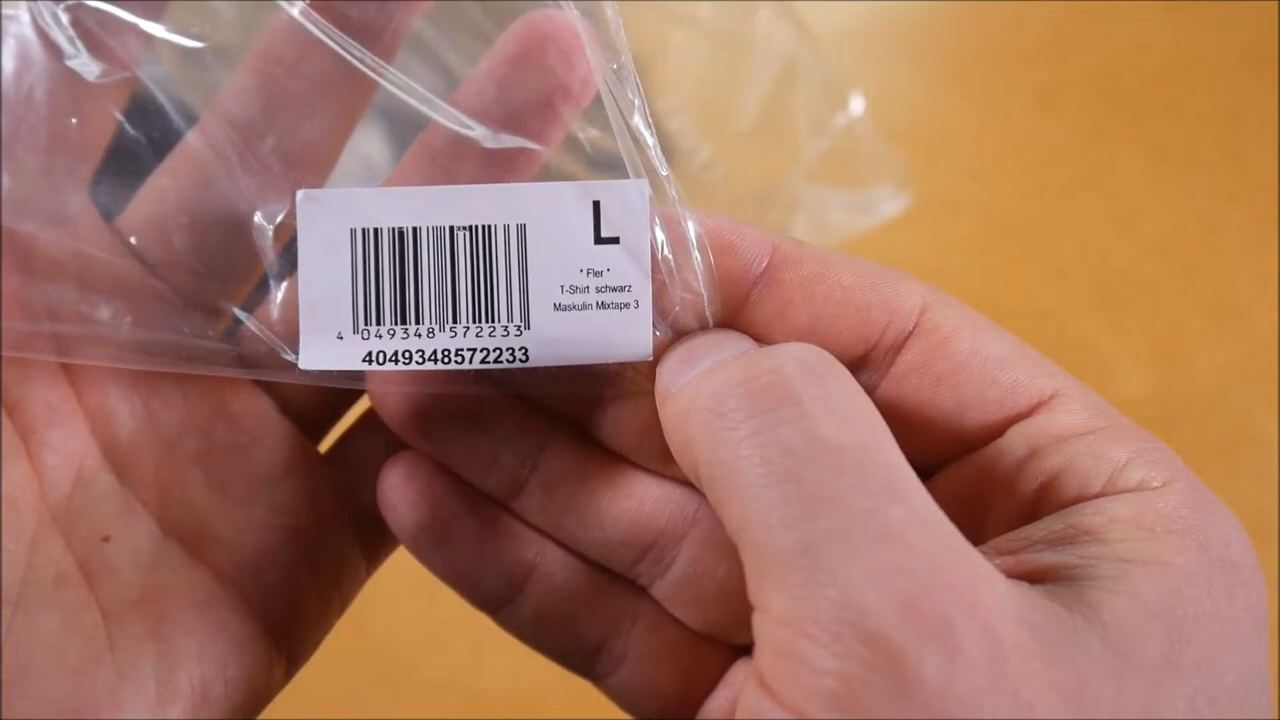 L
* Fler *
T-Shirt schwarz
Maskulin Mixtape 3
4 049348 572233
4049348572233